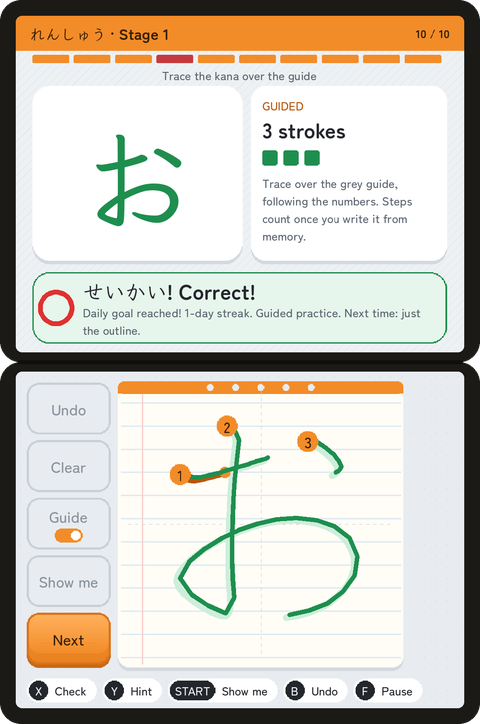 れんしゅう・Stage 1
10 / 10
Trace the kana over the guide
お
GUIDED
3 strokes
Trace over the grey guide,
following the numbers. Steps
count once you write it from
memory.
せいかい! Correct!
Daily goal reached! 1-day streak. Guided practice. Next time: just
the outline.
Undo
Clear
Guide
Show me
Next
1
2
3
お
X Check
Y Hint
START Show me
B Undo
F Pause